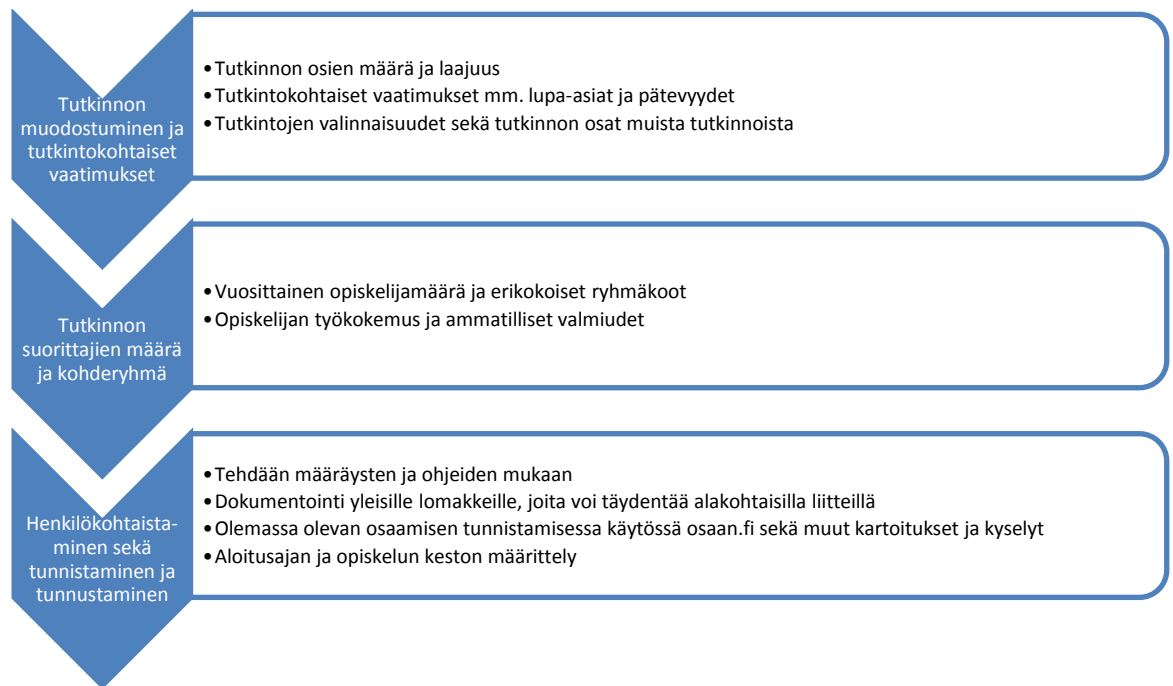 Tutkinnon
muodostuminen ja
tutkintokohtaiset
vaatimukset
•Tutkinnon osien määrä ja laajuus
•Tutkintokohtaiset vaatimukset mm. lupa-asiat ja pätevyydet
•Tutkintojen valinnaisuudet sekä tutkinnon osat muista tutkinnoista
Tutkinnon
suorittajien määrä
ja kohderyhmä
•Vuosittainen opiskelijamäärä ja erikokoiset ryhmäkoot
•Opiskelijan työkokemus ja ammatilliset valmiudet
Henkilökohtaista-
minen sekä
tunnistaminen ja
tunnustaminen
•Tehdään määräysten ja ohjeiden mukaan
•Dokumentointi yleisille lomakkeille, joita voi täydentää alakohtaisilla liitteillä
•Olemassa olevan osaamisen tunnistamisessa käytössä osaan.fi sekä muut kartoitukset ja kyselyt
•Aloitusajan ja opiskelun keston määrittely